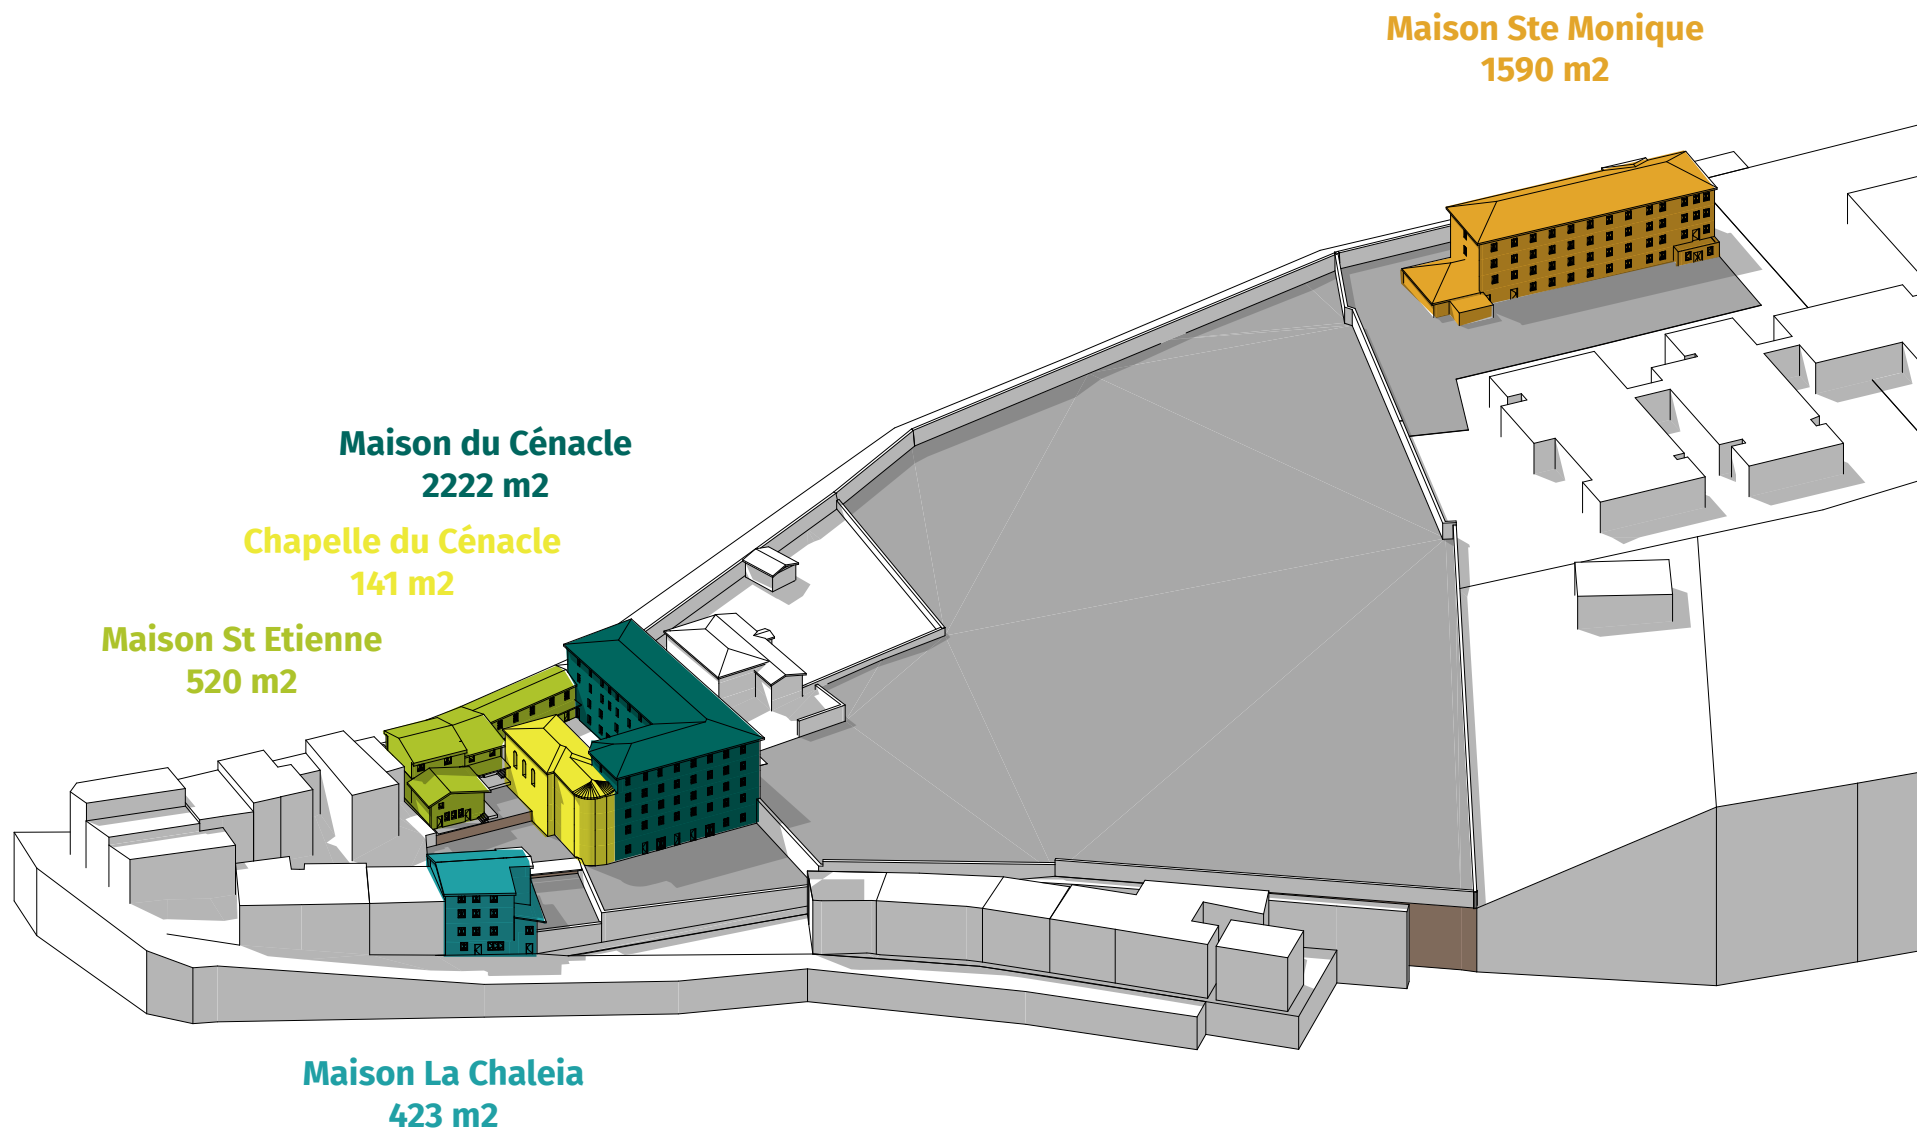 Maison Ste Monique
1590 m2
Maison du Cénacle
2222 m2
Chapelle du Cénacle
141 m2
Maison St Etienne
520 m2
Maison La Chaleia
423 m2